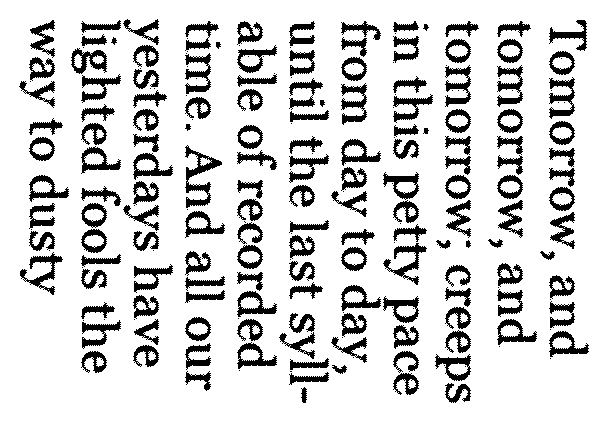 Tomorrow, and
tomorrow, and
tomorrow; creeps
in this petty pace
from day to day,
until the last syll-
able of recorded
time. And all our
yesterdays have
lighted fools the
way to dusty